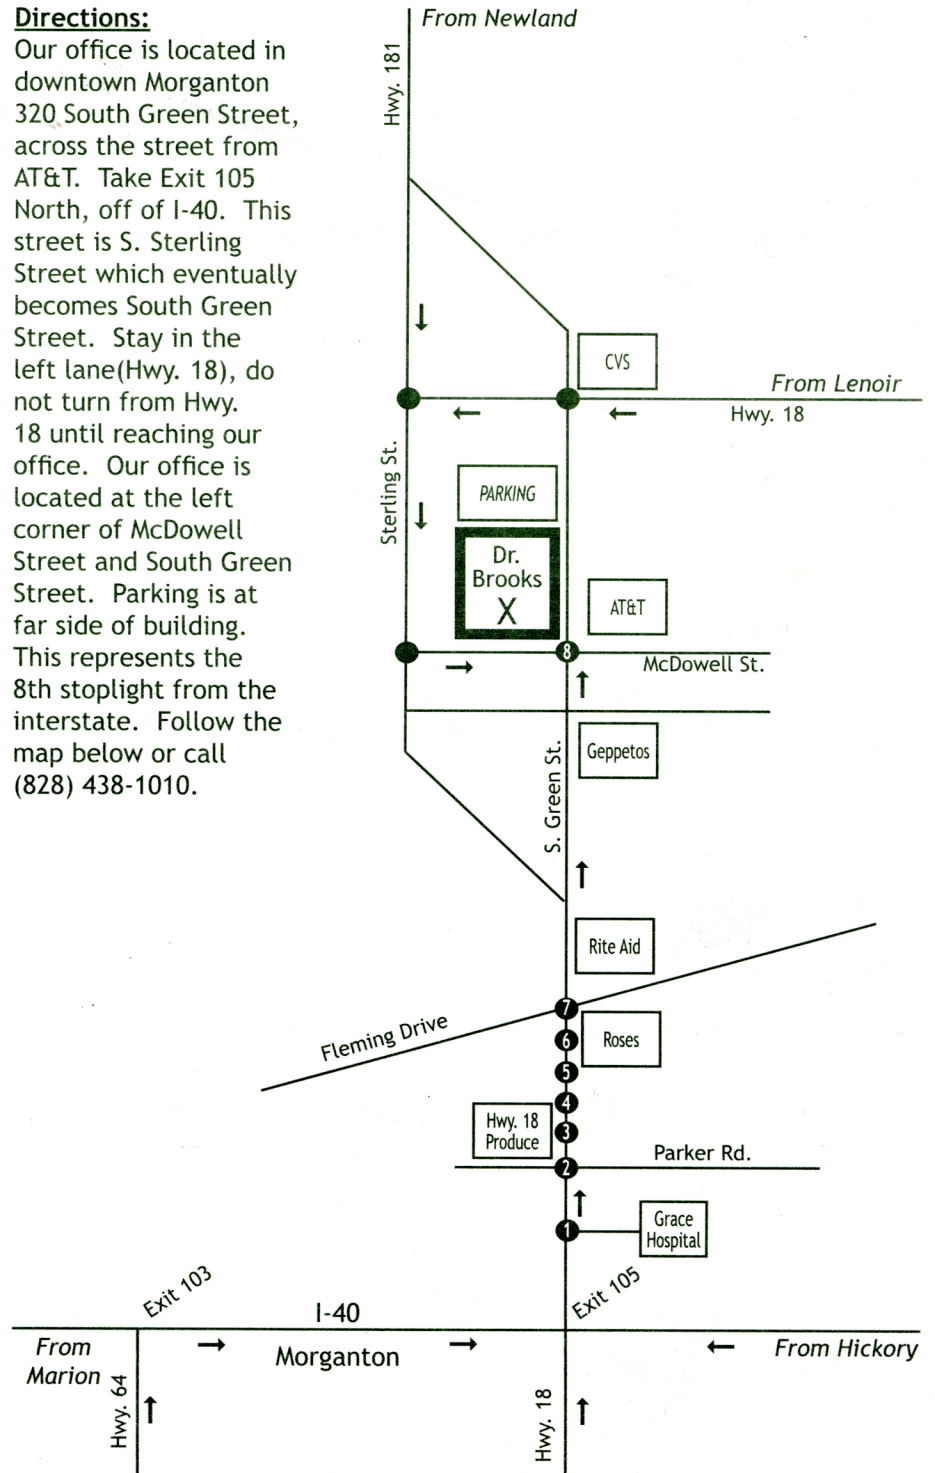 Directions:
Our office is located in
downtown Morganton
320 South Green Street,
across the street from
AT&T.  Take Exit 105
North, off of I-40.  This
street is S. Sterling
Street which eventually
becomes South Green
Street.  Stay in the
left lane(Hwy. 18), do
not turn from Hwy.
18 until reaching our
office.  Our office is
located at the left
corner of McDowell
Street and South Green
Street.  Parking is at
far side of building.
This represents the
8th stoplight from the
interstate.  Follow the
map below or call
(828) 438-1010.
From Newland
Hwy. 181
CVS
From Lenoir
Hwy. 18
Sterling St.
PARKING
Dr.
Brooks
X
AT&T
8
McDowell St.
Geppetos
S. Green St.
Rite Aid
7
Fleming Drive
6
Roses
5
4
Hwy. 18
Produce
3
2
Parker Rd.
1
Grace
Hospital
Exit 103
Exit 105
I-40
From
Marion
Morganton
From Hickory
Hwy. 64
Hwy. 18